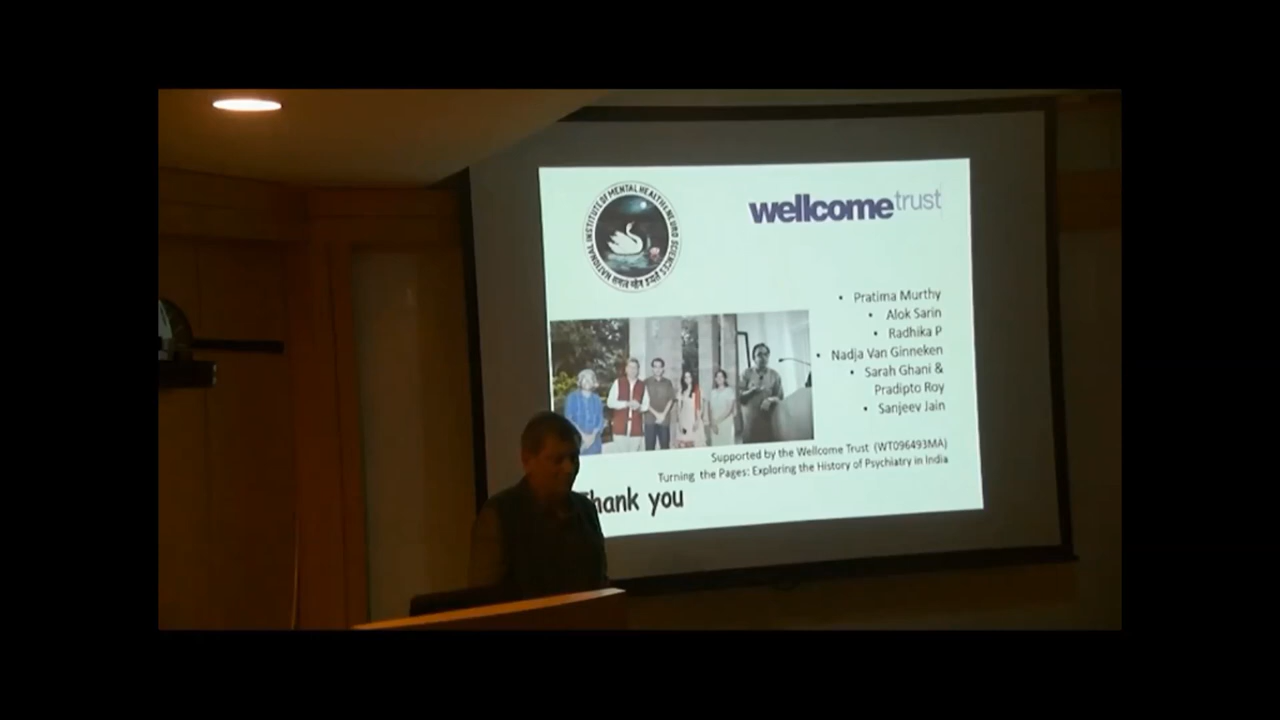 NATIONAL INSTITUTE OF MENTAL HEALTH & NEURO SCIENCES
wellcometrust
• Pratima Murthy
• Alok Sarin
• Radhika P
• Nadja Van Ginneken
• Sarah Ghani &
Pradipto Roy
• Sanjeev Jain
Supported by the Wellcome Trust (WT096493MA)
Turning the Pages: Exploring the History of Psychiatry in India
Thank you